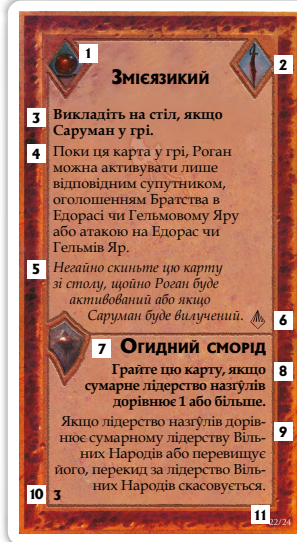 1
2
Змієязикий
3 Викладіть на стіл, якщо
Саруман у грі.
4 Поки ця карта у грі, Роган
можна активувати лише
відповідним супутником,
оголошенням Братства в
Едорасі чи Гельмовому Яру
або атакою на Едорас чи
Гельмів Яр.
5 Негайно скиньте цю карту
зі столу, щойно Роган буде
активований або якщо
Саруман буде вилучений.
6
7 Огидний сморід
Грайте цю карту, якщо 8
сумарне лідерство назґулів
дорівнює 1 або більше.
Якщо лідерство назґулів дорів-
нює сумарному лідерству Віль- 9
них Народів або перевищує
його, перекид за лідерство Віль-
них Народів скасовується.
10 3
11 22/24